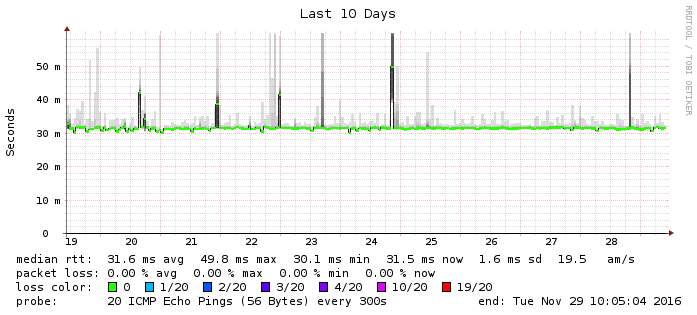 Last 10 Days
RRDTOOL / TOBI OETIKER
Seconds
50 m
40 m
30 m
20 m
10 m
0
19 20 21 22 23 24 25 26 27 28
median rtt: 31.6 ms avg 49.8 ms max 30.1 ms min 31.5 ms now 1.6 ms sd 19.5 am/s
packet loss: 0.00 % avg 0.00 % max 0.00 % min 0.00 % now
loss color: 0 1/20 2/20 3/20 4/20 10/20 19/20
probe: 20 ICMP Echo Pings (56 Bytes) every 300s end: Tue Nov 29 10:05:04 2016